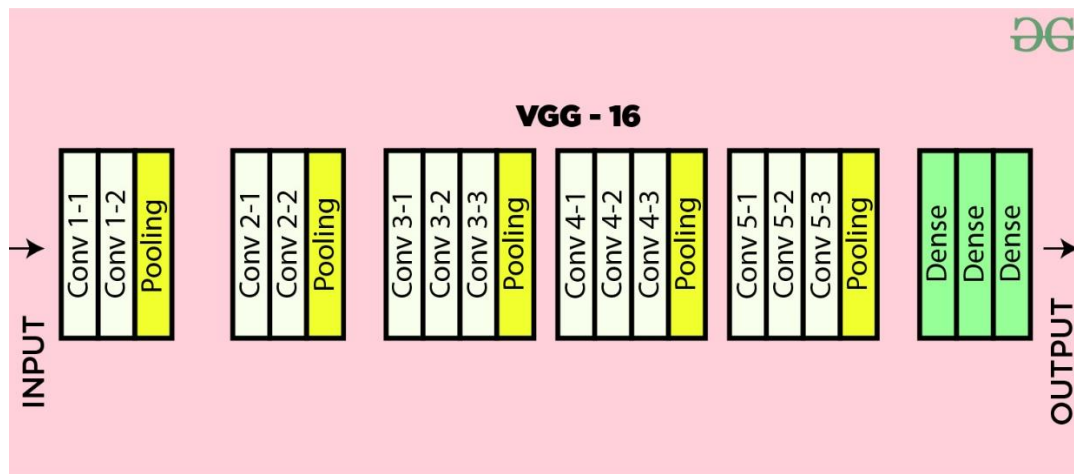 VGG - 16
INPUT
Conv 1-1
Conv 1-2
Pooling
Conv 2-1
Conv 2-2
Pooling
Conv 3-1
Conv 3-2
Conv 3-3
Pooling
Conv 4-1
Conv 4-2
Conv 4-3
Pooling
Conv 5-1
Conv 5-2
Conv 5-3
Pooling
Dense
Dense
Dense
OUTPUT